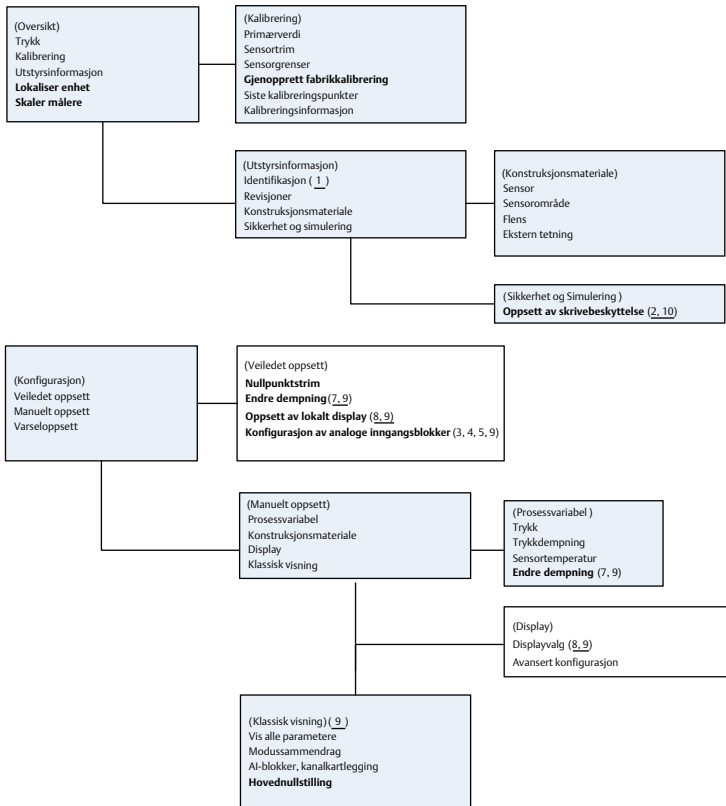 (Oversikt)
Trykk
Kalibrering
Utstyrsinformasjon
Lokaliser enhet
Skaler målere
(Kalibrering)
Primærverdi
Sensortrim
Sensorgrenser
Gjenopprett fabrikkalibrering
Siste kalibreringspunkter
Kalibreringsinformasjon
(Utstyrsinformasjon)
Identifikasjon ( 1 )
Revisjoner
Konstruksjonsmateriale
Sikkerhet og simulering
(Konstruksjonsmateriale)
Sensor
Sensorområde
Flens
Ekstern tetning
(Sikkerhet og Simulering )
Oppsett av skrivebeskyttelse (2, 10)
(Konfigurasjon)
Veiledet oppsett
Manuelt oppsett
Varseloppsett
(Veiledet oppsett)
Nullpunktstrim
Endre dempning(7, 9)
Oppsett av lokalt display (8, 9)
Konfigurasjon av analoge inngangsblokker (3, 4, 5, 9)
(Manuelt oppsett)
Prosessvariabel
Konstruksjonsmateriale
Display
Klassisk visning
(Prosessvariabel )
Trykk
Trykkdempning
Sensortemperatur
Endre dempning (7, 9)
(Display)
Displayvalg (8, 9)
Avansert konfigurasjon
(Klassisk visning) ( 9 )
Vis alle parametere
Modussammendrag
AI-blokker, kanalkartlegging
Hovednullstilling